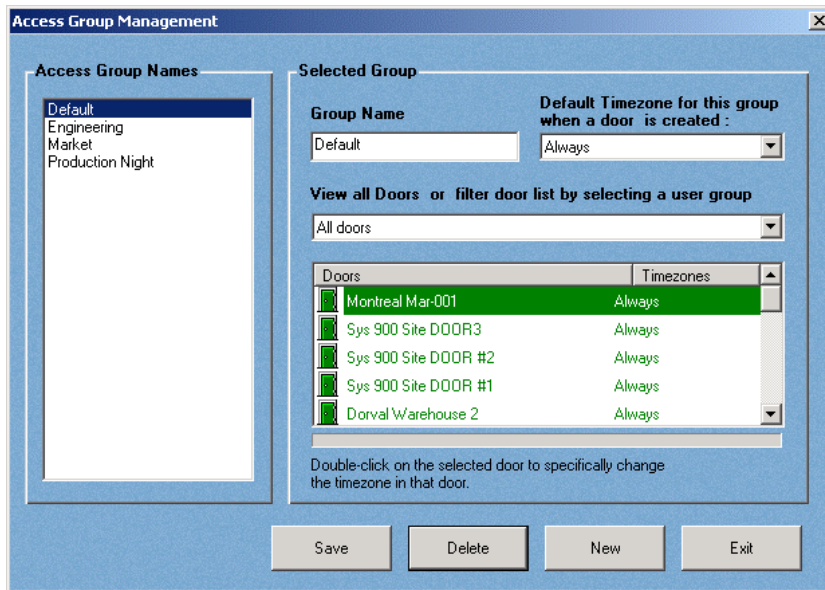 Access Group Management
Access Group Names
Default
Engineering
Market
Production Night
Selected Group
Group Name
Default
Default Timezone for this group
when a door is created :
Always
View all Doors or filter door list by selecting a user group
All doors
Doors Timezones
Montreal Mar-001 Always
Sys 900 Site DOOR3 Always
Sys 900 Site DOOR #2 Always
Sys 900 Site DOOR #1 Always
Dorval Warehouse 2 Always
Double-click on the selected door to specifically change
the timezone in that door.
Save Delete New Exit